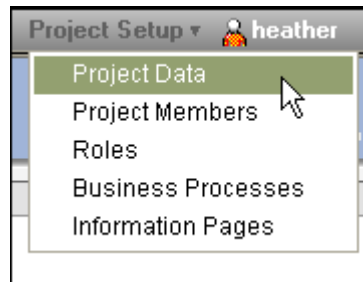 Project Setup ▾ heather
Project Data
Project Members
Roles
Business Processes
Information Pages